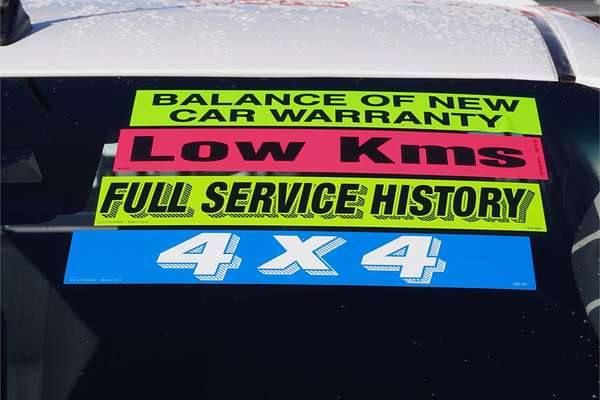 BALANCE OF NEW
CAR WARRANTY
Low Kms
FULL SERVICE HISTORY
4 x 4